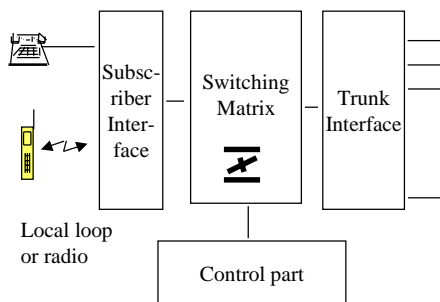 Subsc-
riber
Inter-
face
Switching
Matrix
Trunk
Interface
Local loop
or radio
Control part